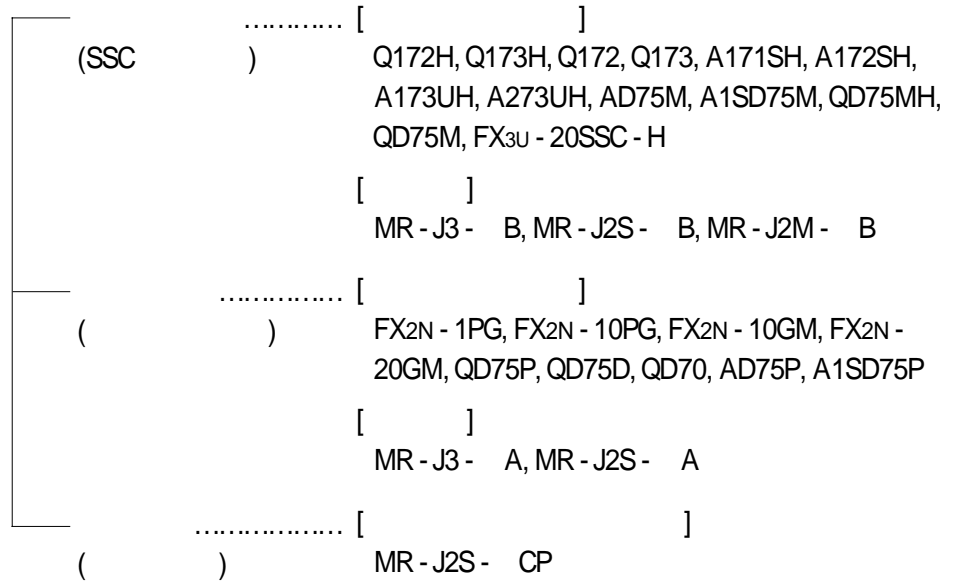 ………… [ ]
(SSC ) Q172H, Q173H, Q172, Q173, A171SH, A172SH,
A173UH, A273UH, AD75M, A1SD75M, QD75MH,
QD75M, FX3U - 20SSC - H
[ ]
MR - J3 - B, MR - J2S - B, MR - J2M - B
…………… [ ]
( ) FX2N - 1PG, FX2N - 10PG, FX2N - 10GM, FX2N -
20GM, QD75P, QD75D, QD70, AD75P, A1SD75P
[ ]
MR - J3 - A, MR - J2S - A
……………… [ ]
( ) MR - J2S - CP